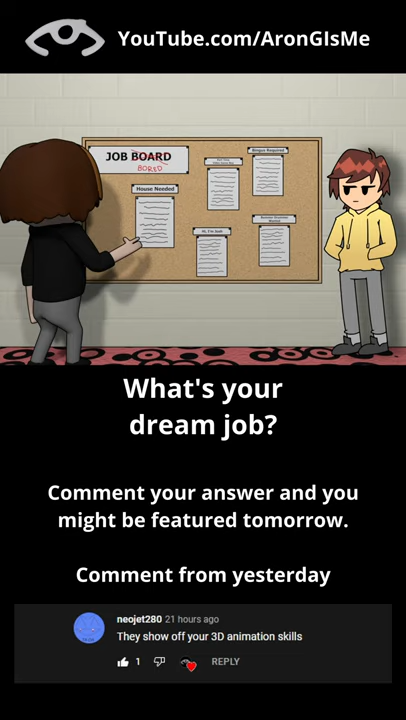 YouTube.com/AronGIsMe
JOB BOARD
BORED
House Needed
Bingus Required
Hi, I'm Josh
What's your
dream job?
Comment your answer and you
might be featured tomorrow.
Comment from yesterday
neojet280 21 hours ago
They show off your 3D animation skills
1 REPLY